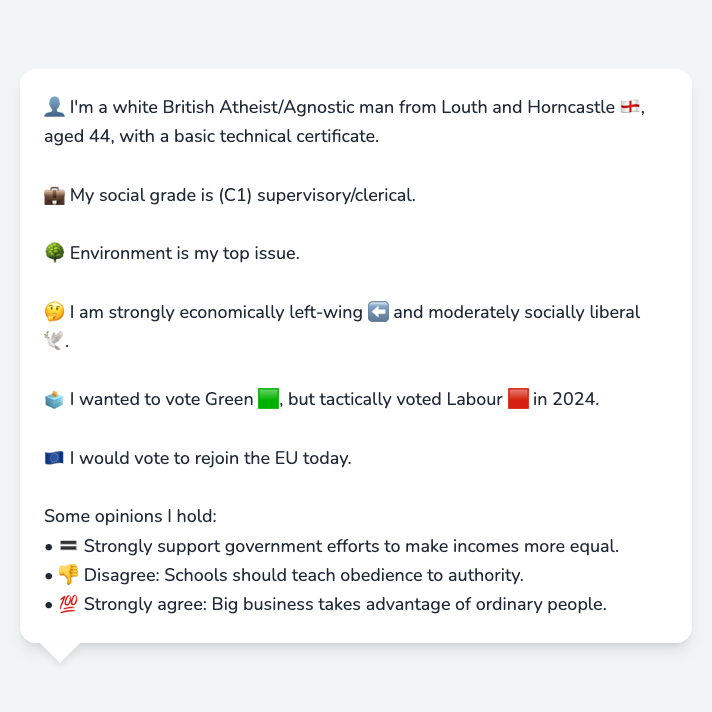 👤 I'm a white British Atheist/Agnostic man from Louth and Horncastle 🏴󠁧󠁢󠁥󠁮󠁧󠁿,
aged 44, with a basic technical certificate.
💼 My social grade is (C1) supervisory/clerical.
🌳 Environment is my top issue.
🤔 I am strongly economically left-wing ⬅️ and moderately socially liberal
🕊️.
🗳️ I wanted to vote Green 🟩, but tactically voted Labour 🟥 in 2024.
🇪🇺 I would vote to rejoin the EU today.
Some opinions I hold:
• 🟰 Strongly support government efforts to make incomes more equal.
• 👎 Disagree: Schools should teach obedience to authority.
• 💯 Strongly agree: Big business takes advantage of ordinary people.